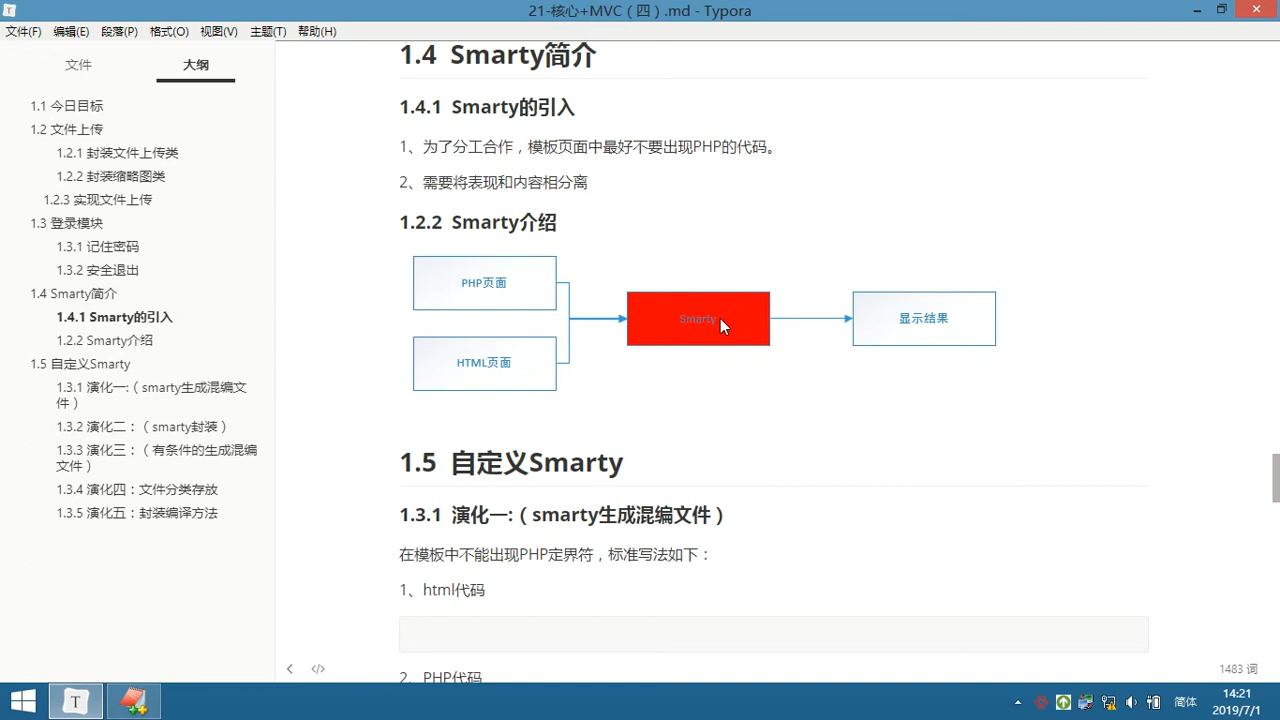 21-核心+MVC（四）.md - Typora
文件(F) 编辑(E) 段落(P) 格式(O) 视图(V) 主题(T) 帮助(H)
文件 大纲
1.1 今日目标
1.2 文件上传
1.2.1 封装文件上传类
1.2.2 封装缩略图类
1.2.3 实现文件上传
1.3 登录模块
1.3.1 记住密码
1.3.2 安全退出
1.4 Smarty简介
1.4.1 Smarty的引入
1.2.2 Smarty介绍
1.5 自定义Smarty
1.3.1 演化一:（smarty生成混编文
件）
1.3.2 演化二：（smarty封装）
1.3.3 演化三：（有条件的生成混编
文件）
1.3.4 演化四：文件分类存放
1.3.5 演化五：封装编译方法
1.4 Smarty简介
1.4.1 Smarty的引入
1、为了分工合作，模板页面中最好不要出现PHP的代码。
2、需要将表现和内容相分离
1.2.2 Smarty介绍
PHP页面
HTML页面
Smarty
显示结果
1.5 自定义Smarty
1.3.1 演化一:（smarty生成混编文件）
在模板中不能出现PHP定界符，标准写法如下：
1、html代码
2、PHP代码
1483 词
T
简体
14:21
2019/7/1